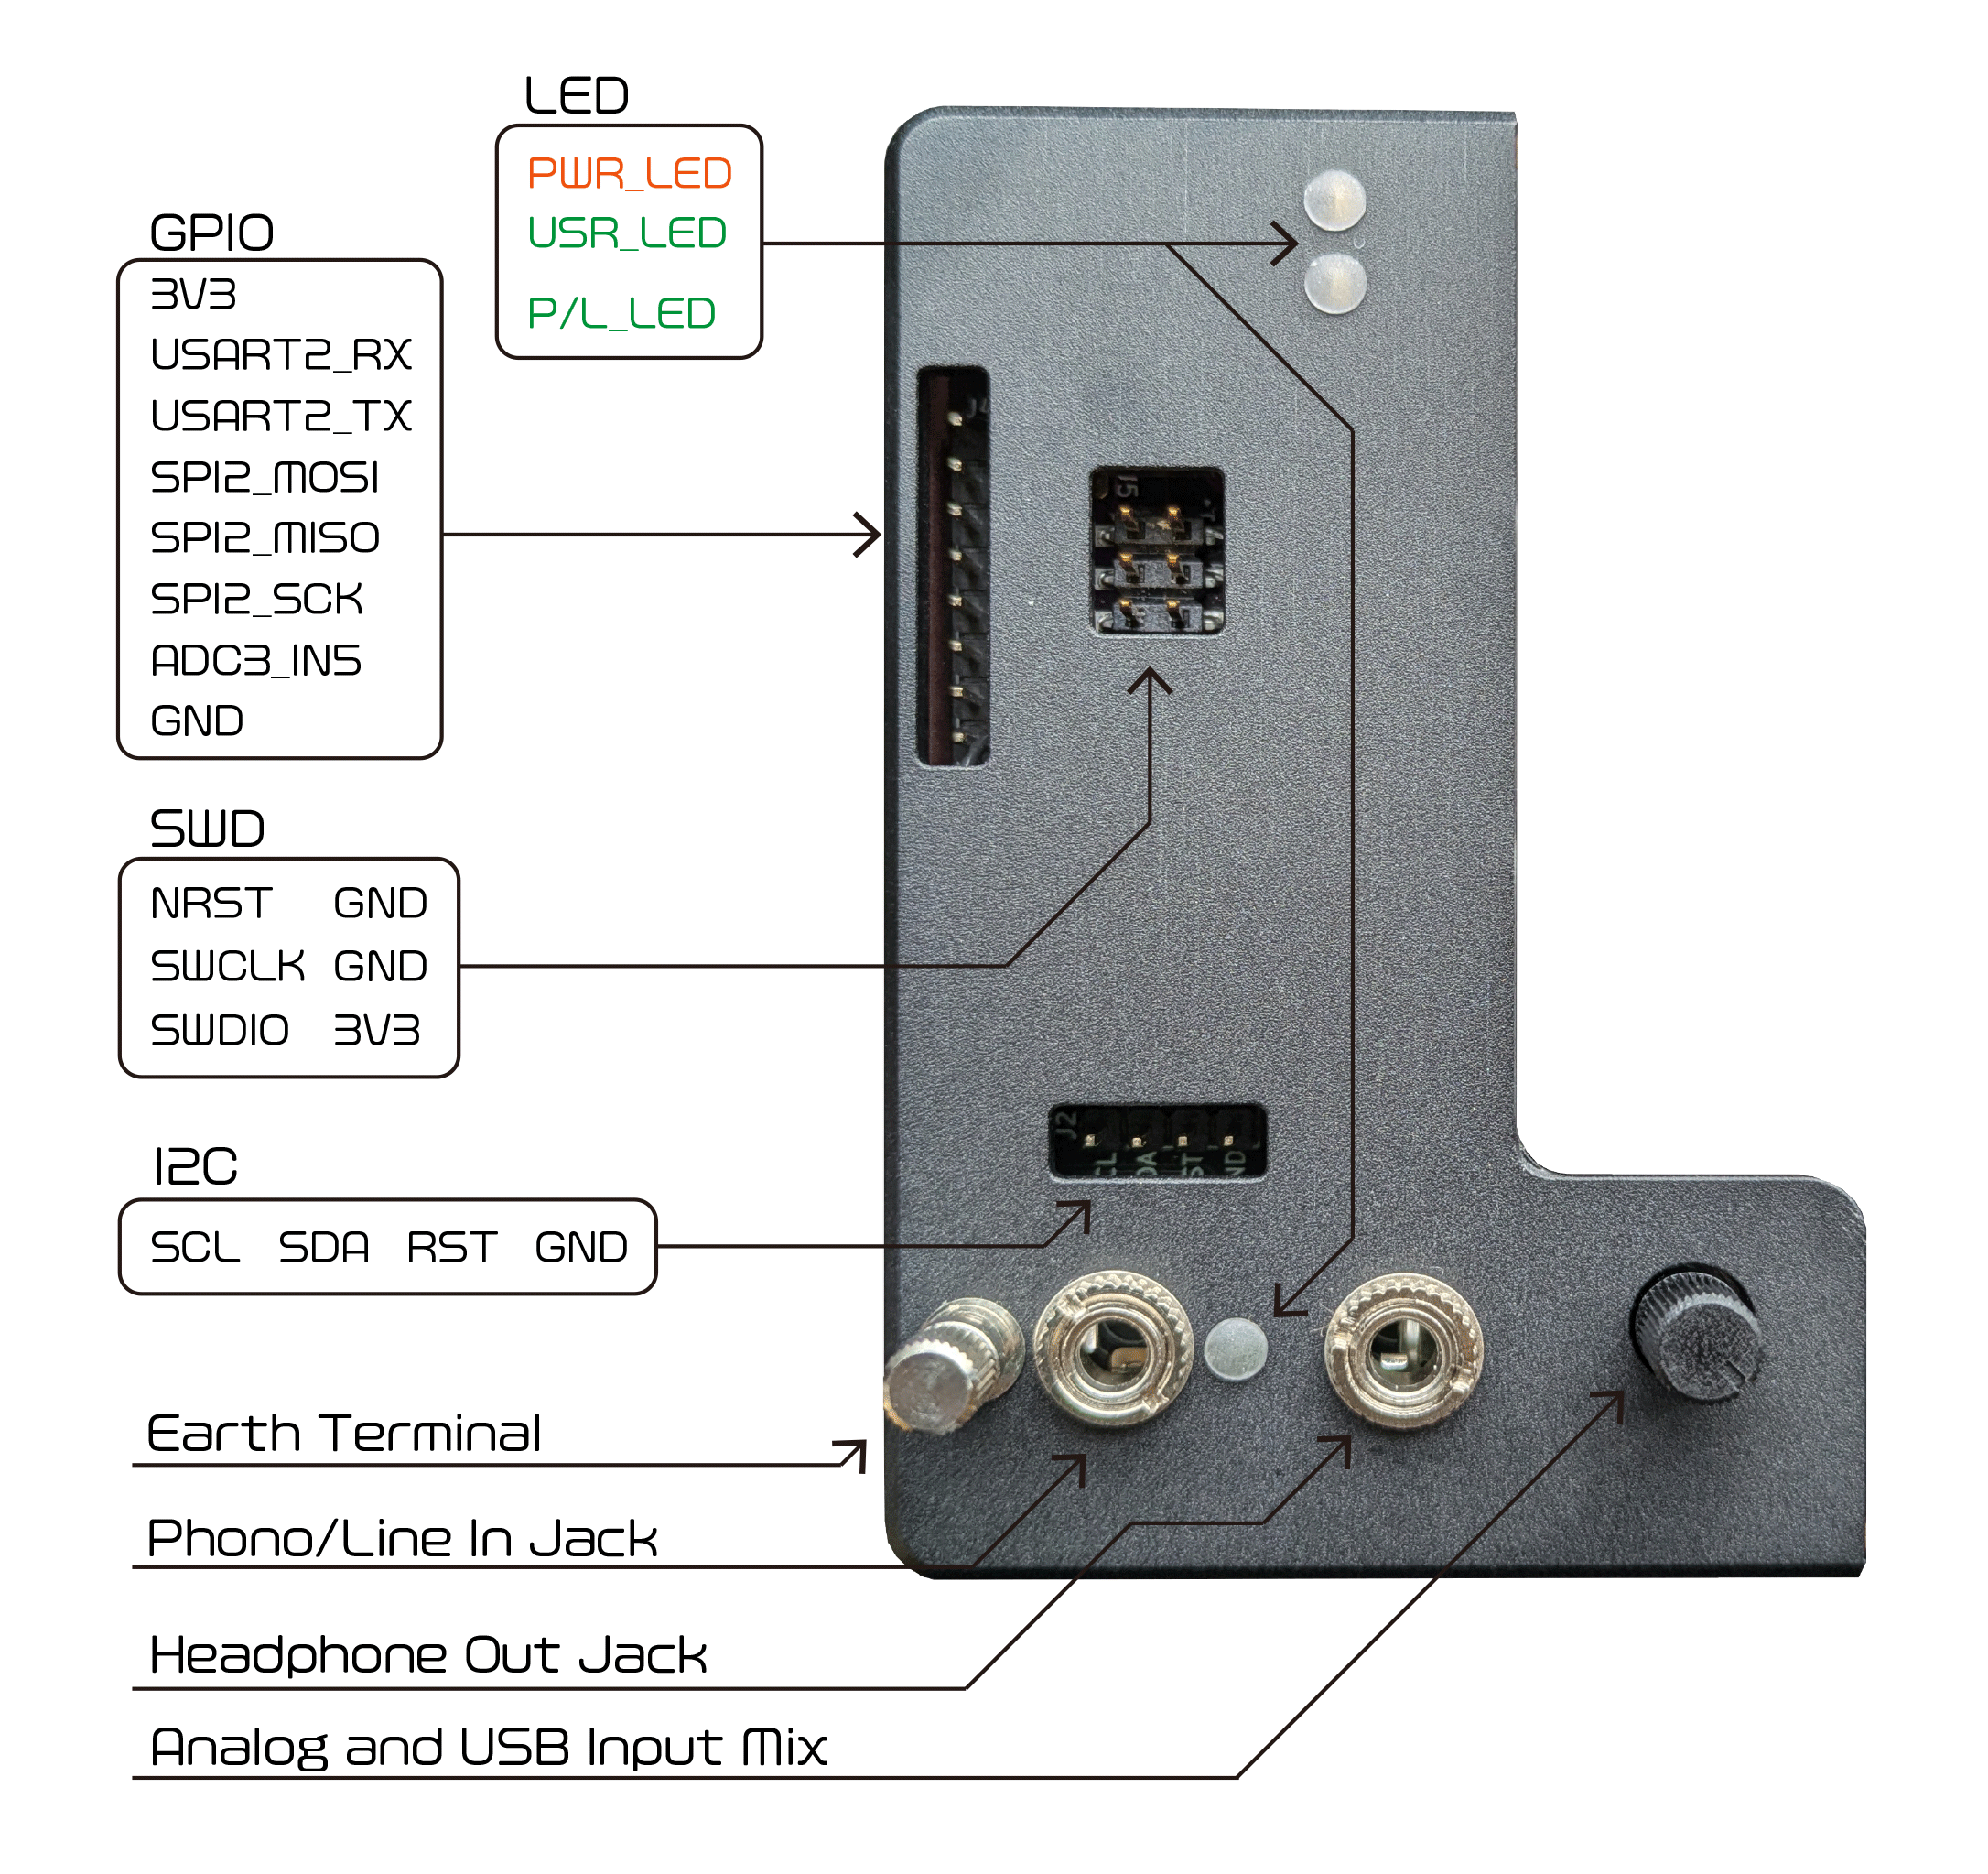 LED
PWR_LED
USR_LED
P/L_LED
GPIO
3V3
USART2_RX
USART2_TX
SPI2_MOSI
SPI2_MISO
SPI2_SCK
ADC3_IN5
GND
J5
SWD
NRST GND
SWCLK GND
SWDIO 3V3
J2
I2C
SCL SDA RST GND
Earth Terminal
Phono/Line In Jack
Headphone Out Jack
Analog and USB Input Mix